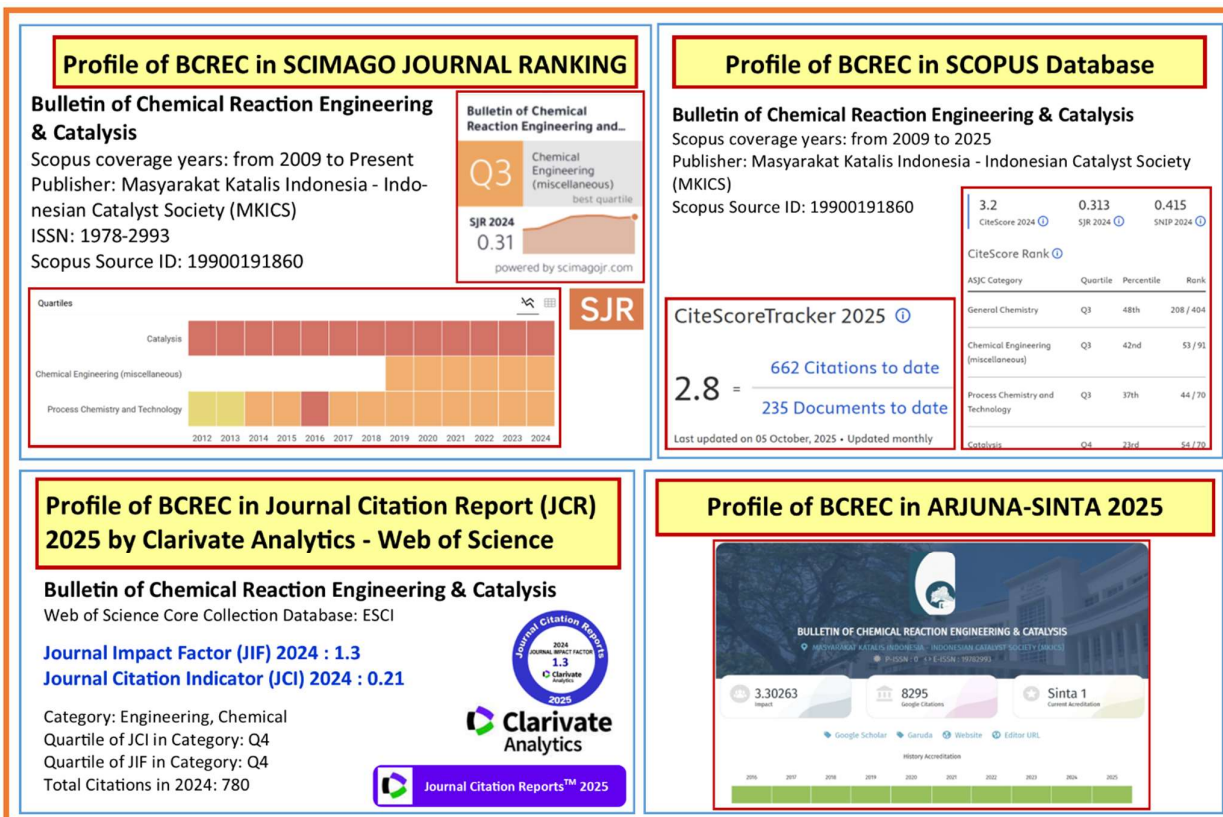 Profile of BCREC in SCIMAGO JOURNAL RANKING
Bulletin of Chemical Reaction Engineering
& Catalysis
Scopus coverage years: from 2009 to Present
Publisher: Masyarakat Katalis Indonesia - Indo-
nesian Catalyst Society (MKICS)
ISSN: 1978-2993
Scopus Source ID: 19900191860
Bulletin of Chemical
Reaction Engineering and...
Q3
Chemical
Engineering
(miscellaneous)
best quartile
SJR 2024
0.31
powered by scimagojr.com
Quartiles
Catalysis
Chemical Engineering (miscellaneous)
Process Chemistry and Technology
2012 2013 2014 2015 2016 2017 2018 2019 2020 2021 2022 2023 2024
SJR
Profile of BCREC in SCOPUS Database
Bulletin of Chemical Reaction Engineering & Catalysis
Scopus coverage years: from 2009 to 2025
Publisher: Masyarakat Katalis Indonesia - Indonesian Catalyst Society
(MKICS)
Scopus Source ID: 19900191860
CiteScoreTracker 2025
2.8 =
662 Citations to date
235 Documents to date
Last updated on 05 October, 2025 • Updated monthly
3.2 0.313 0.415
CiteScore 2024 SJR 2024 SNIP 2024
CiteScore Rank
ASJC Category Quartile Percentile Rank
General Chemistry Q3 48th 208 / 404
Chemical Engineering Q3 42nd 53 / 91
(miscellaneous)
Process Chemistry and Q3 37th 44 / 70
Technology
Catalysis Q4 23rd 54 / 70
Profile of BCREC in Journal Citation Report (JCR)
2025 by Clarivate Analytics - Web of Science
Bulletin of Chemical Reaction Engineering & Catalysis
Web of Science Core Collection Database: ESCI
Journal Impact Factor (JIF) 2024 : 1.3
Journal Citation Indicator (JCI) 2024 : 0.21
Category: Engineering, Chemical
Quartile of JCI in Category: Q4
Quartile of JIF in Category: Q4
Total Citations in 2024: 780
Journal Citation Reports
2024
JOURNAL IMPACT FACTOR
1.3
Clarivate
Analytics
2025
Clarivate
Analytics
Journal Citation Reports™ 2025
Profile of BCREC in ARJUNA-SINTA 2025
BULLETIN OF CHEMICAL REACTION ENGINEERING & CATALYSIS
MASYARAKAT KATALIS INDONESIA - INDONESIAN CATALYST SOCIETY (MKICS)
P-ISSN : 0 E-ISSN : 19782993
3.30263
Impact
8295
Google Citations
Sinta 1
Current Acreditation
Google Scholar Garuda Website Editor URL
History Accreditation
2016 2017 2018 2019 2020 2021 2022 2023 2024 2025